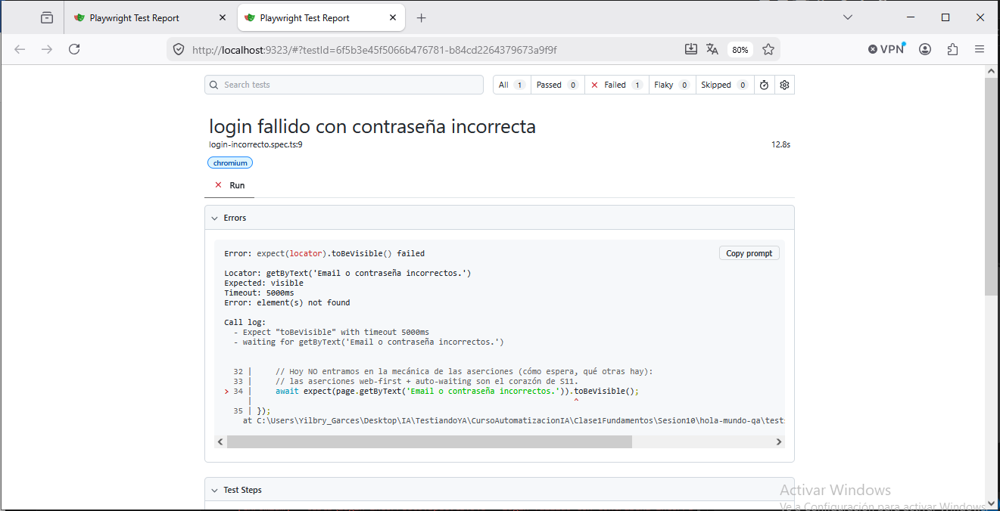 Playwright Test Report
Playwright Test Report
http://localhost:9323/#?testId=6f5b3e45f5066b476781-b84cd2264379673a9f9f
80%
VPN
Search tests
All 1 Passed 0 Failed 1 Flaky 0 Skipped 0
login fallido con contraseña incorrecta
login-incorrecto.spec.ts:9 12.8s
chromium
Run
Errors
Copy prompt
Error: expect(locator).toBeVisible() failed
Locator: getByText('Email o contraseña incorrectos.')
Expected: visible
Timeout: 5000ms
Error: element(s) not found
Call log:
- Expect "toBeVisible" with timeout 5000ms
- waiting for getByText('Email o contraseña incorrectos.')
32 | // Hoy NO entramos en la mecánica de las aserciones (cómo espera, qué otras hay):
33 | // las aserciones web-first + auto-waiting son el corazón de S11.
> 34 | await expect(page.getByText('Email o contraseña incorrectos.')).toBeVisible();
| ^
35 | });
at C:\Users\Yilbry_Garces\Desktop\IA\TestiandoYA\CursoAutomatizacionIA\Clase1Fundamentos\Sesion10\hola-mundo-qa\tests
Test Steps
Activar Windows
Ve a Configuración para activar Windows.